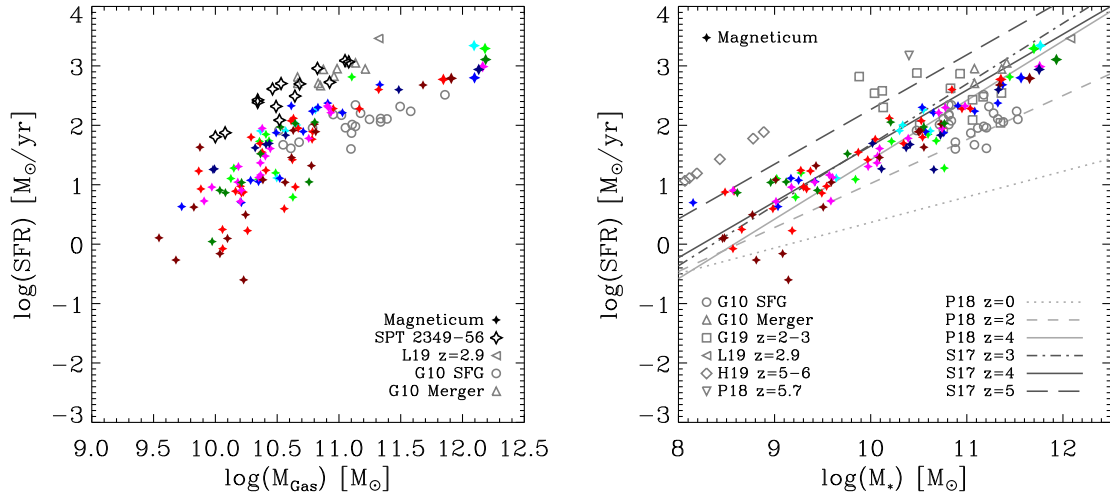 4
3
2
1
0
−1
−2
−3
log(SFR) [M⊙/yr]
Magneticum
SPT 2349−56
L19 z=2.9
G10 SFG
G10 Merger
9.0 9.5 10.0 10.5 11.0 11.5 12.0 12.5
log(MGas) [M⊙]
4
3
2
1
0
−1
−2
−3
log(SFR) [M⊙/yr]
Magneticum
G10 SFG
G10 Merger
G19 z=2−3
L19 z=2.9
H19 z=5−6
P18 z=5.7
P18 z=0
P18 z=2
P18 z=4
S17 z=3
S17 z=4
S17 z=5
8 9 10 11 12
log(M*) [M⊙]